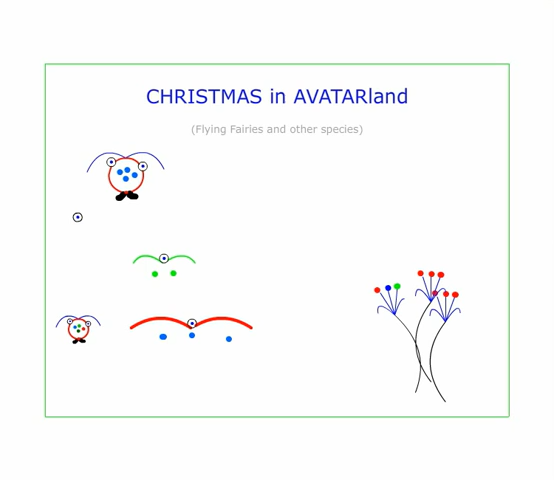 CHRISTMAS in AVATARland
(Flying Fairies and other species)